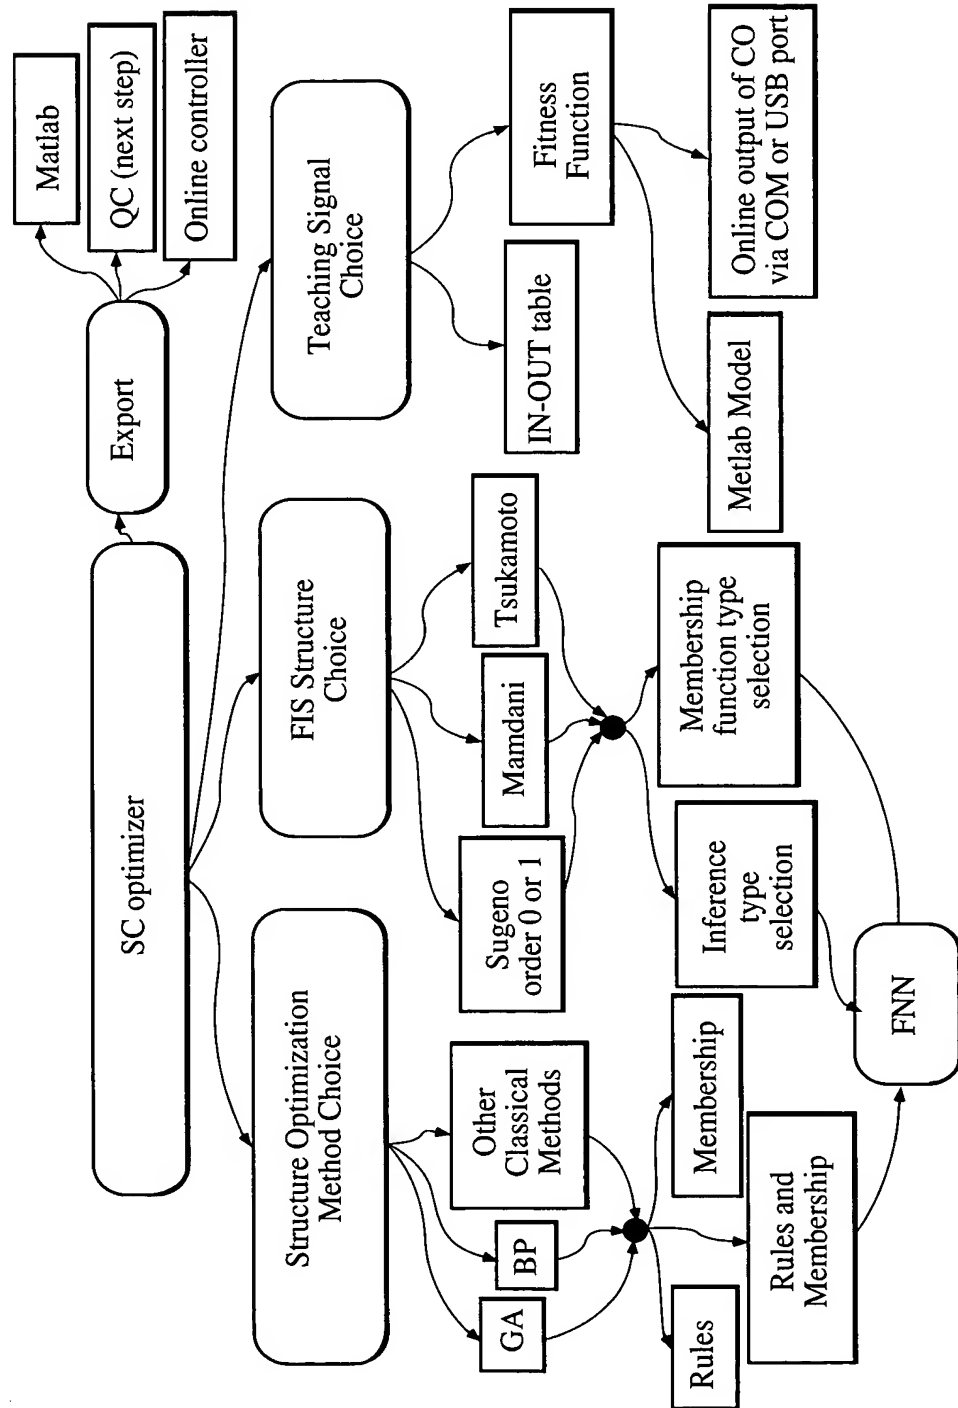 SC optimizer
Export
Matlab
QC (next step)
Online controller
Structure Optimization
Method Choice
FIS Structure
Choice
Teaching Signal
Choice
GA
BP
Other
Classical
Methods
Sugeno
order 0 or 1
Mamdani
Tsukamoto
IN-OUT table
Fitness
Function
Rules
Rules and
Membership
Membership
Inference
type
selection
Membership
function type
selection
Metlab Model
Online output of CO
via COM or USB port
FNN